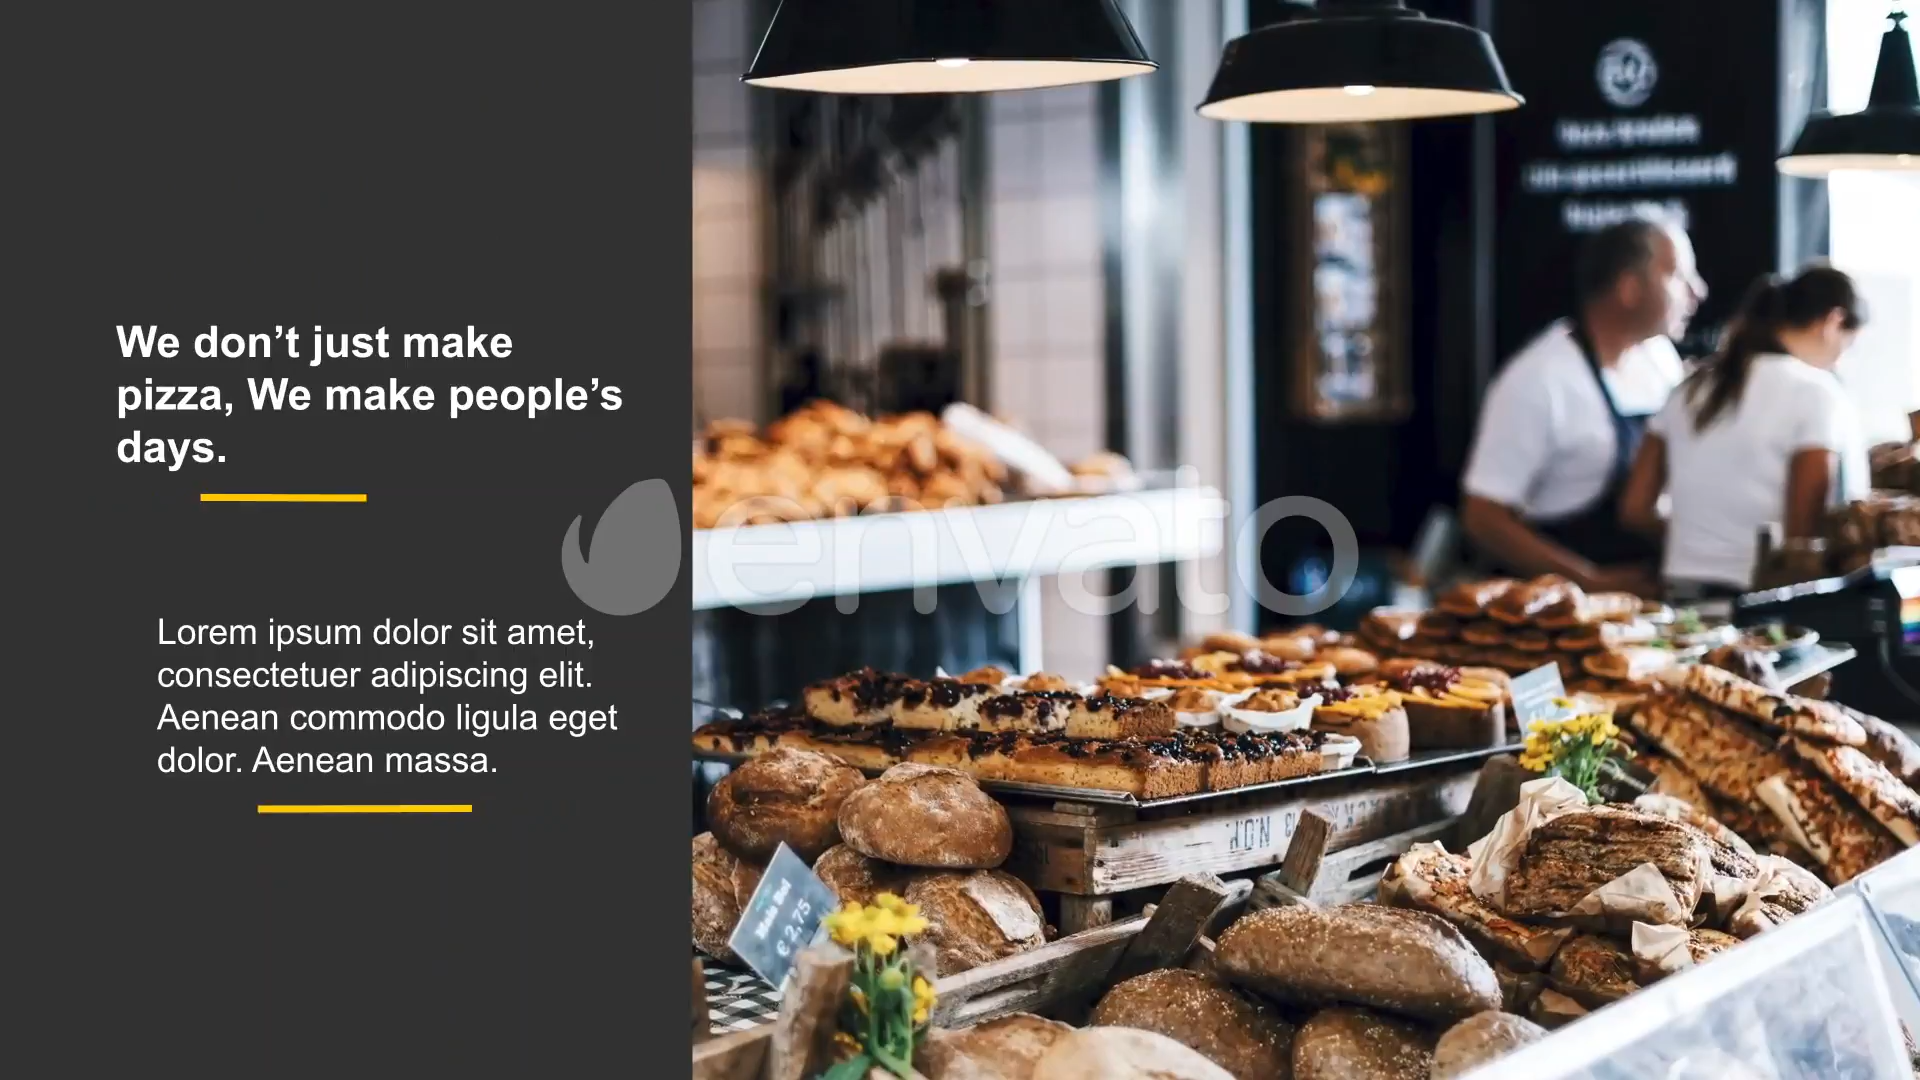 We don’t just make
pizza, We make people’s
days.
Lorem ipsum dolor sit amet,
consectetuer adipiscing elit.
Aenean commodo ligula eget
dolor. Aenean massa.
envato
€ 2,75